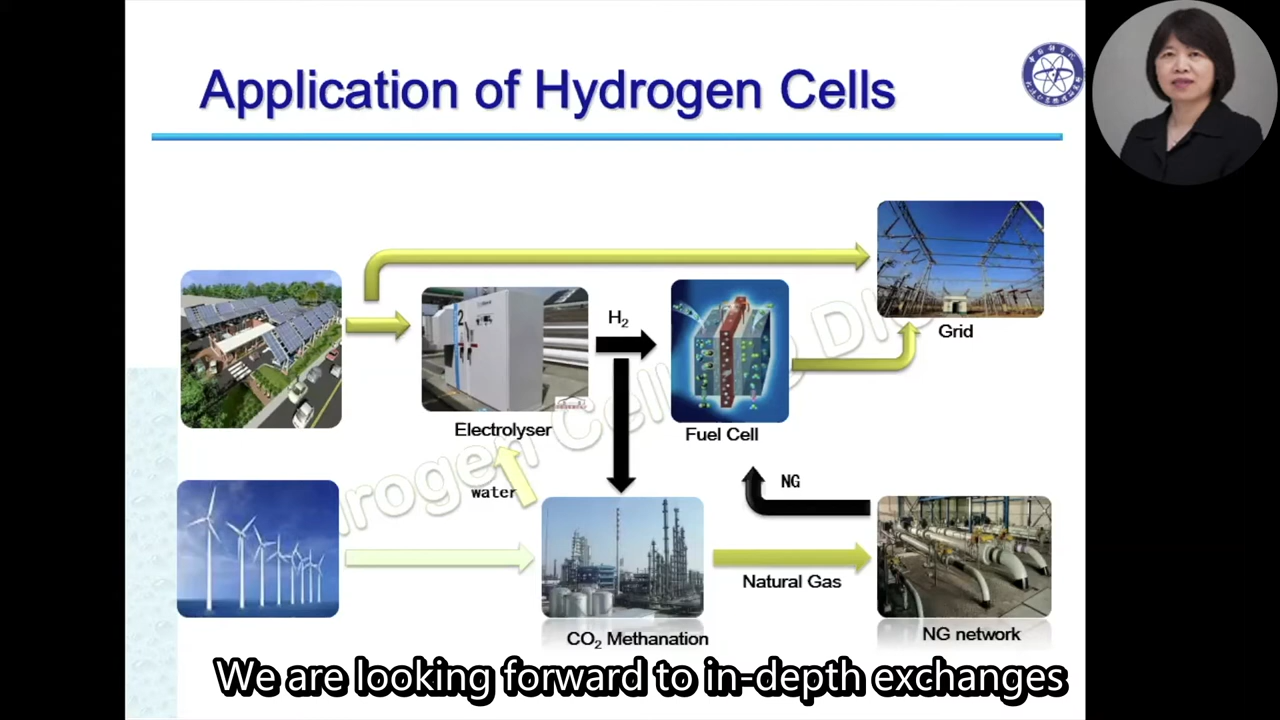 Application of Hydrogen Cells
H₂
Grid
Electrolyser
Fuel Cell
water
NG
Natural Gas
CO₂ Methanation
NG network
We are looking forward to in-depth exchanges